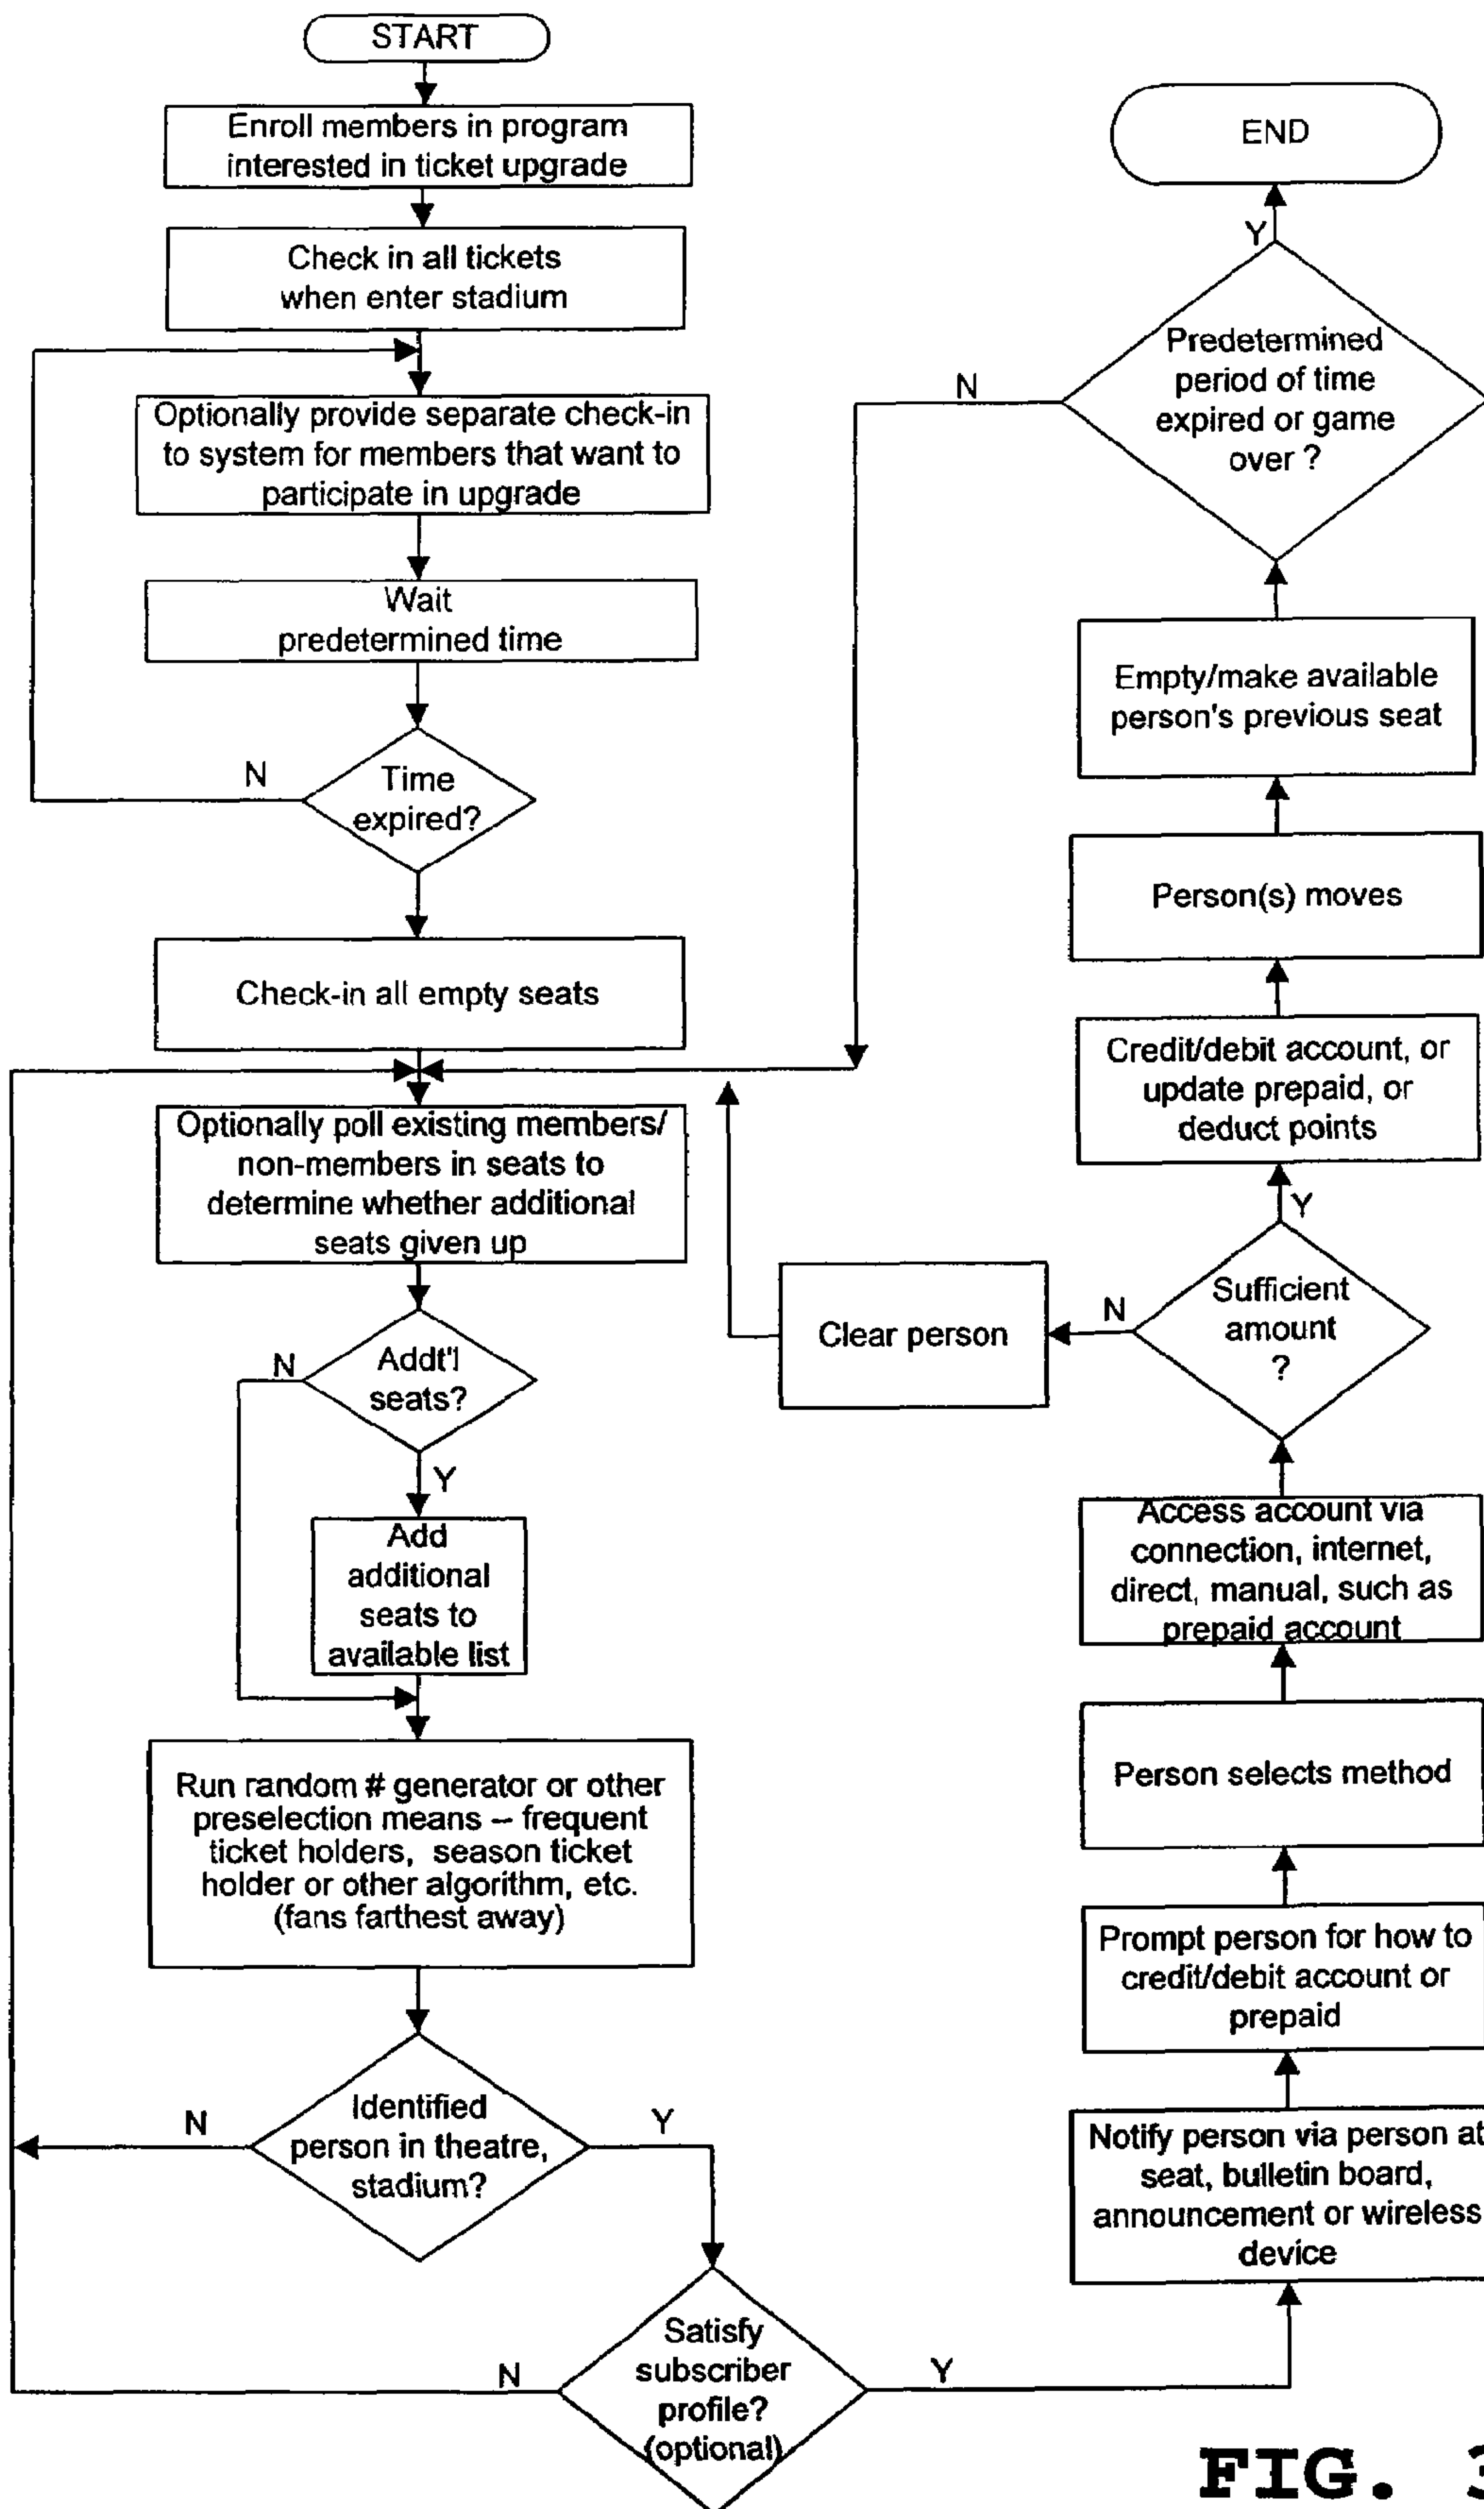 START
Enroll members in program
interested in ticket upgrade
Check in all tickets
when enter stadium
Optionally provide separate check-in
to system for members that want to
participate in upgrade
Wait
predetermined time
N
Time
expired?
Check-in all empty seats
Optionally poll existing members/
non-members in seats to
determine whether additional
seats given up
N
Addt'l
seats?
Y
Add
additional
seats to
available list
Run random # generator or other
preselection means – frequent
ticket holders, season ticket
holder or other algorithm, etc.
(fans farthest away)
N
Identified
person in theatre,
stadium?
Y
N
Satisfy
subscriber
profile?
(optional)
Y
Notify person via person at
seat, bulletin board,
announcement or wireless
device
Prompt person for how to
credit/debit account or
prepaid
Person selects method
Access account via
connection, internet,
direct, manual, such as
prepaid account
Sufficient
amount
?
N
Clear person
Y
Credit/debit account, or
update prepaid, or
deduct points
Person(s) moves
Empty/make available
person's previous seat
Predetermined
period of time
expired or game
over ?
N
Y
END
FIG. 3